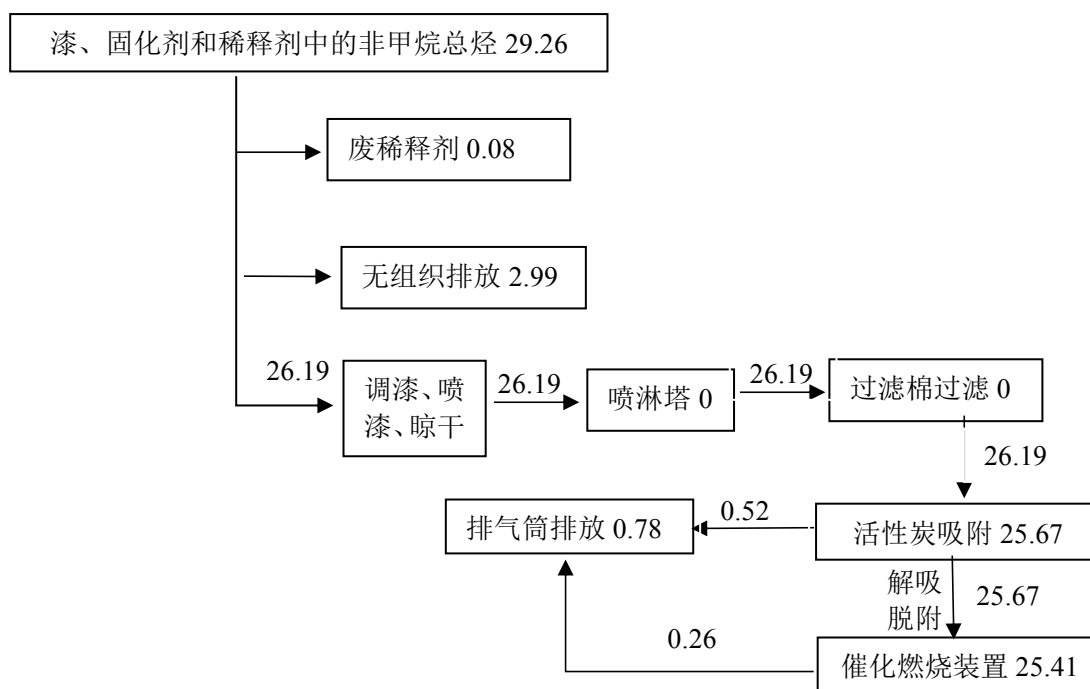 漆、固化剂和稀释剂中的非甲烷总烃 29.26
废稀释剂 0.08
无组织排放 2.99
26.19
调漆、喷
漆、晾干
26.19
喷淋塔 0
26.19
过滤棉过滤 0
26.19
排气筒排放 0.78
0.52
活性炭吸附 25.67
解吸
脱附
25.67
0.26
催化燃烧装置 25.41